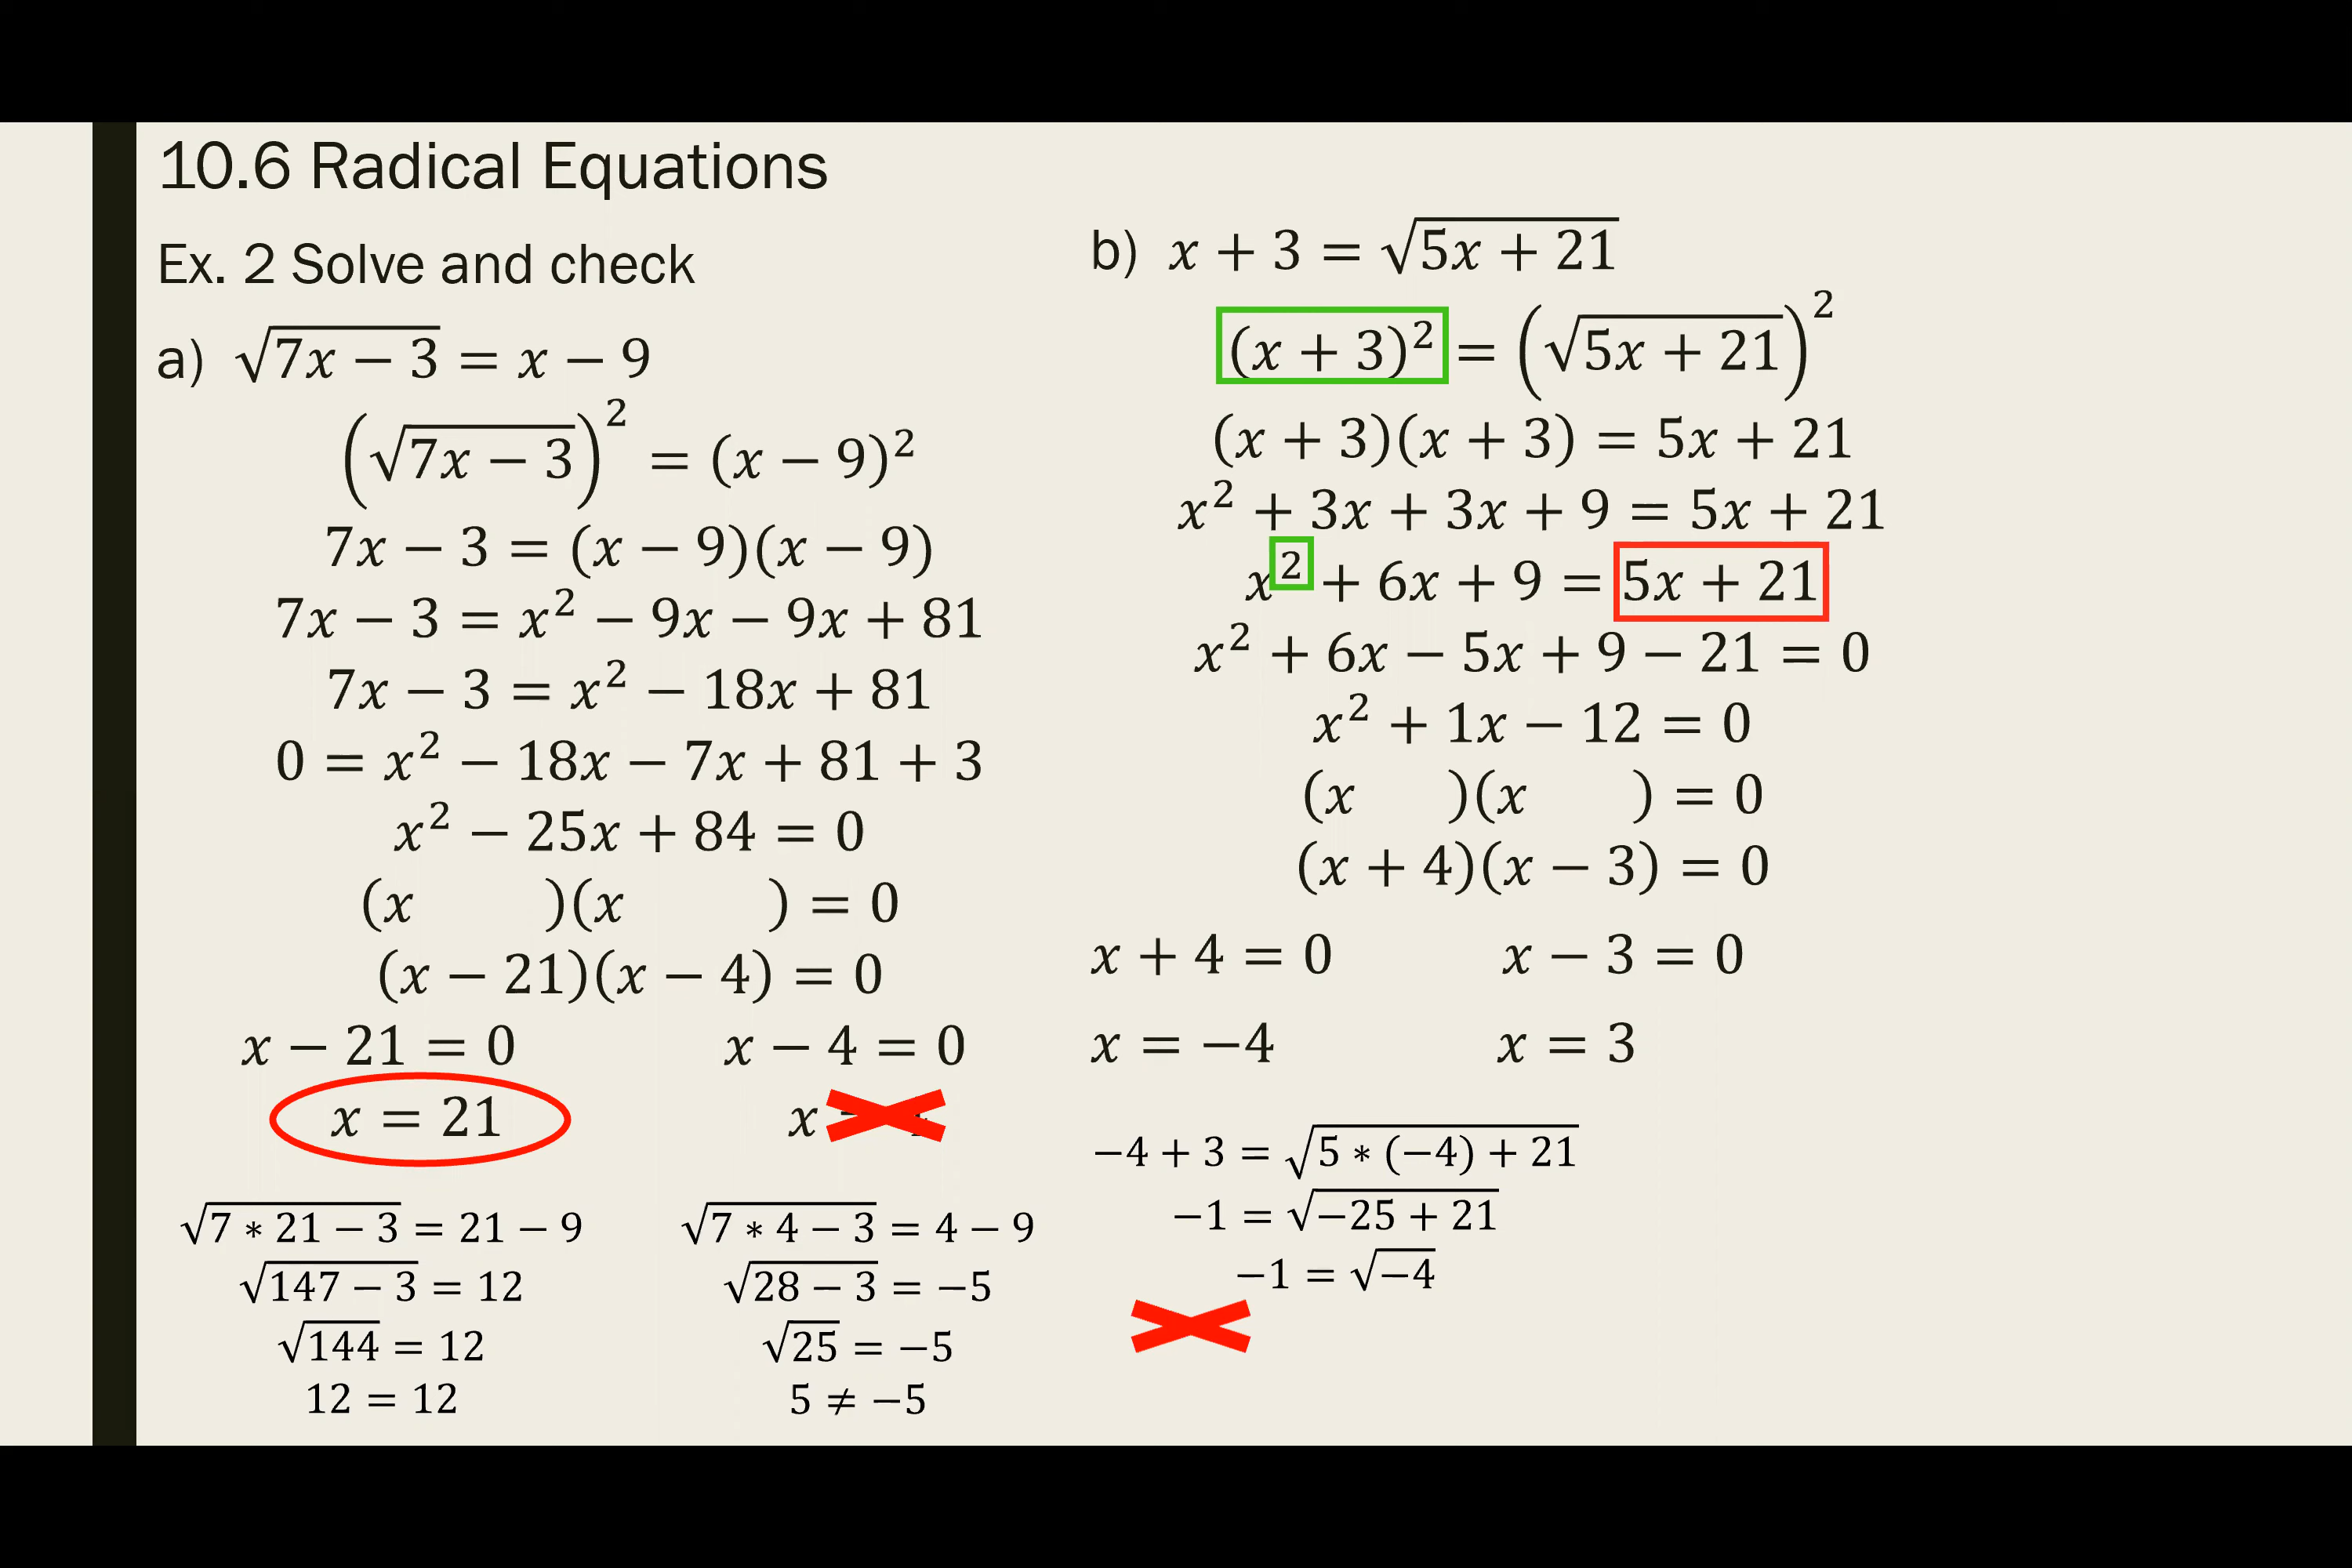 10.6 Radical Equations
Ex. 2 Solve and check
a) √(7x − 3) = x − 9
(√(7x − 3))² = (x − 9)²
7x − 3 = (x − 9)(x − 9)
7x − 3 = x² − 9x − 9x + 81
7x − 3 = x² − 18x + 81
0 = x² − 18x − 7x + 81 + 3
x² − 25x + 84 = 0
(x )(x ) = 0
(x − 21)(x − 4) = 0
x − 21 = 0 x − 4 = 0
x = 21 x
√(7 ∗ 21 − 3) = 21 − 9 √(7 ∗ 4 − 3) = 4 − 9
√(147 − 3) = 12 √(28 − 3) = −5
√144 = 12 √25 = −5
12 = 12 5 ≠ −5
b) x + 3 = √(5x + 21)
(x + 3)² = (√(5x + 21))²
(x + 3)(x + 3) = 5x + 21
x² + 3x + 3x + 9 = 5x + 21
x² + 6x + 9 = 5x + 21
x² + 6x − 5x + 9 − 21 = 0
x² + 1x − 12 = 0
(x )(x ) = 0
(x + 4)(x − 3) = 0
x + 4 = 0 x − 3 = 0
x = −4 x = 3
−4 + 3 = √(5 ∗ (−4) + 21)
−1 = √(−25 + 21)
−1 = √(−4)